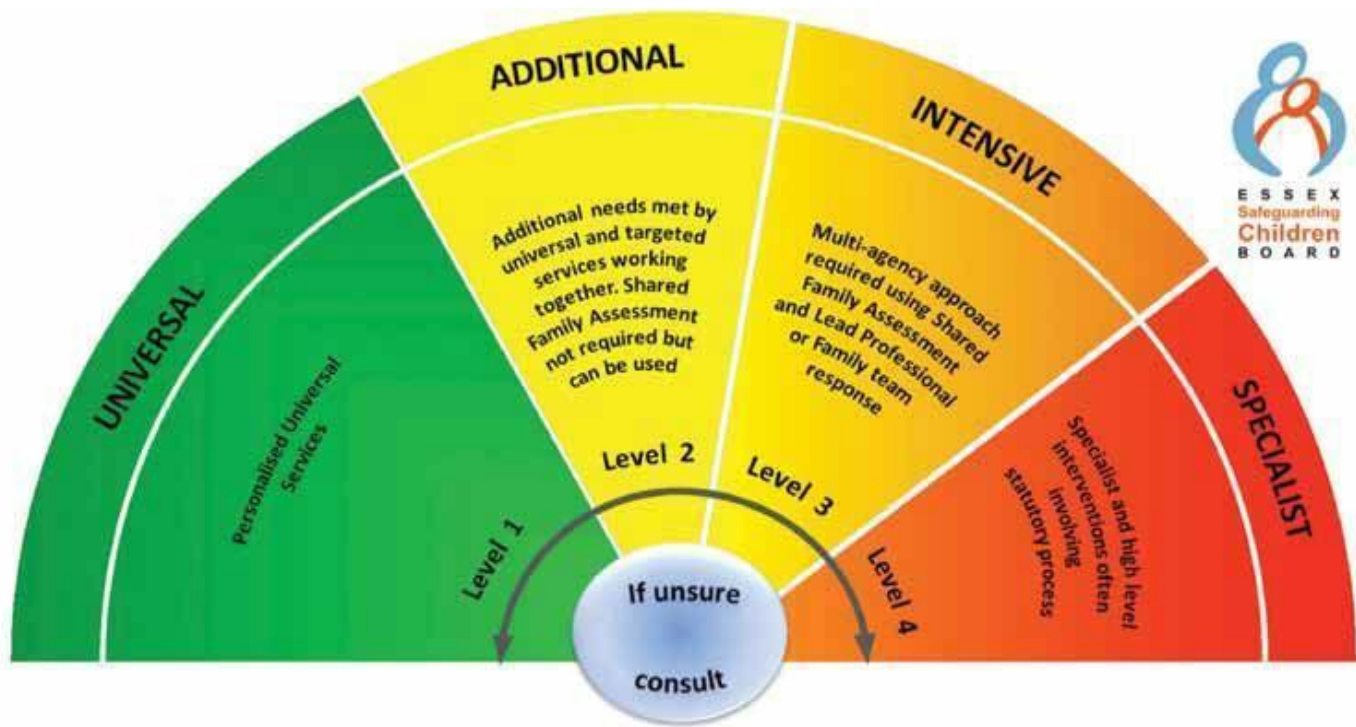 UNIVERSAL
Personalised Universal
Services
Level 1
ADDITIONAL
Additional needs met by
universal and targeted
services working
together. Shared
Family Assessment
not required but
can be used
Level 2
INTENSIVE
Multi-agency approach
required using Shared
Family Assessment
and Lead Professional
or Family team
response
Level 3
SPECIALIST
Specialist and high level
interventions often
involving
statutory process
Level 4
If unsure
consult
ESSEX
Safeguarding
Children
BOARD